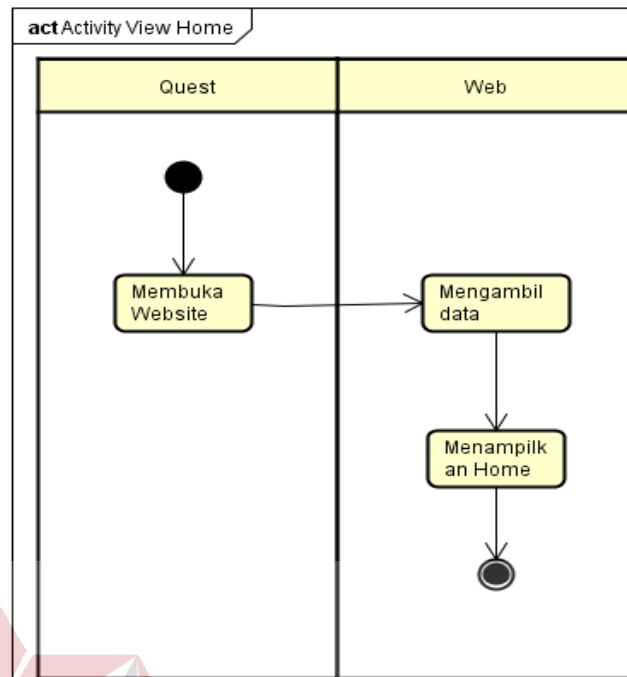 act Activity View Home
Quest
Web
Membuka
Website
Mengambil
data
Menampilk
an Home